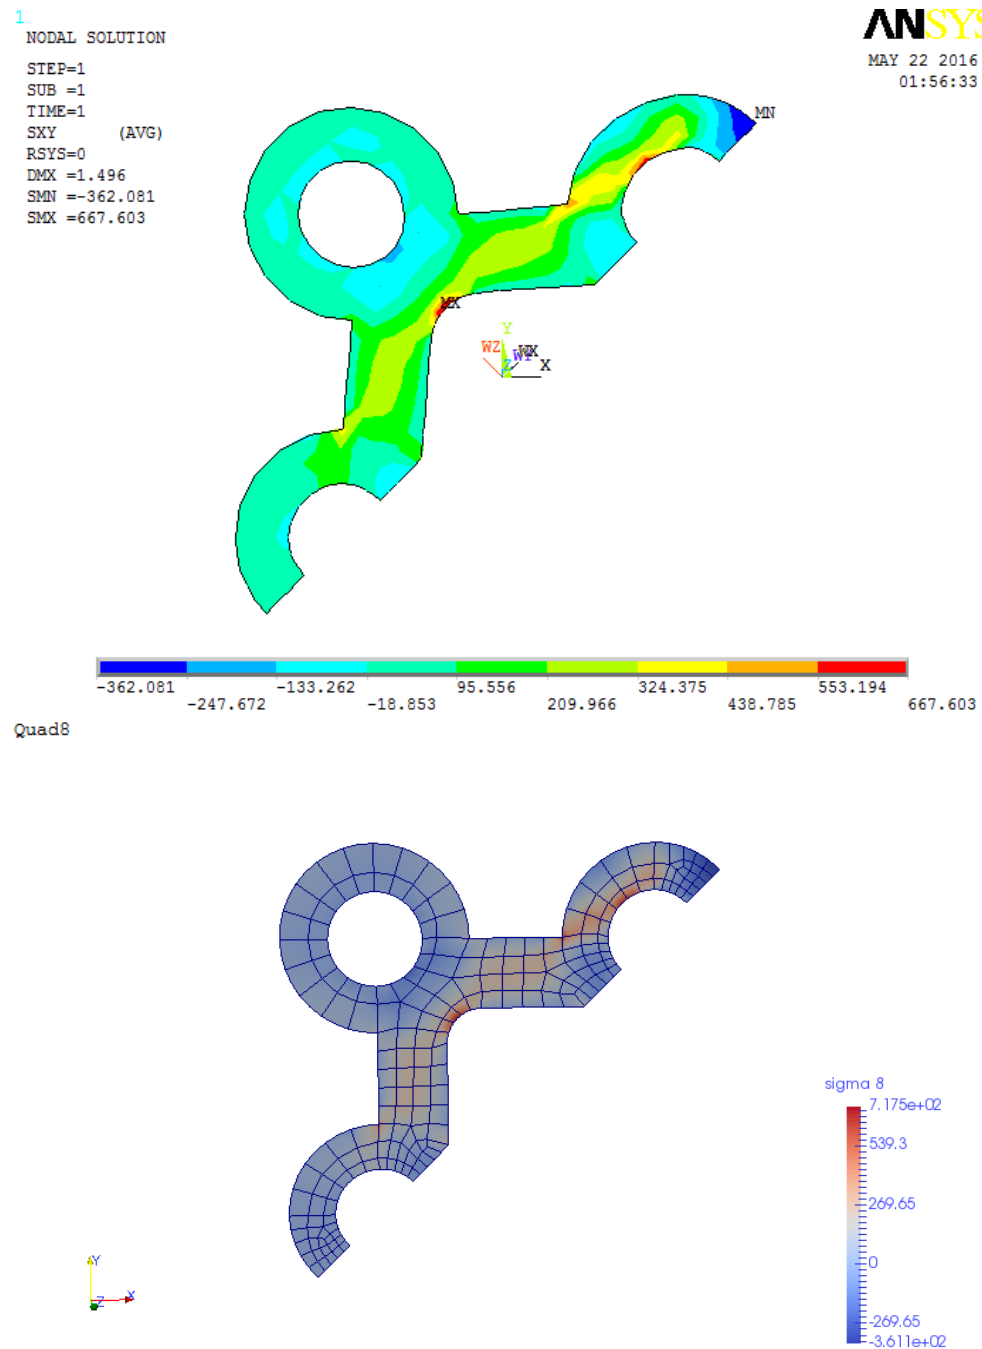 1
NODAL SOLUTION
STEP=1
SUB =1
TIME=1
SXY (AVG)
RSYS=0
DMX =1.496
SMN =-362.081
SMX =667.603
ANSYS
MAY 22 2016
01:56:33
MN
MX
Y
WZ
WX
Z
X
-362.081 -133.262 95.556 324.375 553.194
-247.672 -18.853 209.966 438.785 667.603
Quad8
sigma 8
7.175e+02
539.3
269.65
0
-269.65
-3.611e+02
Y
Z
X